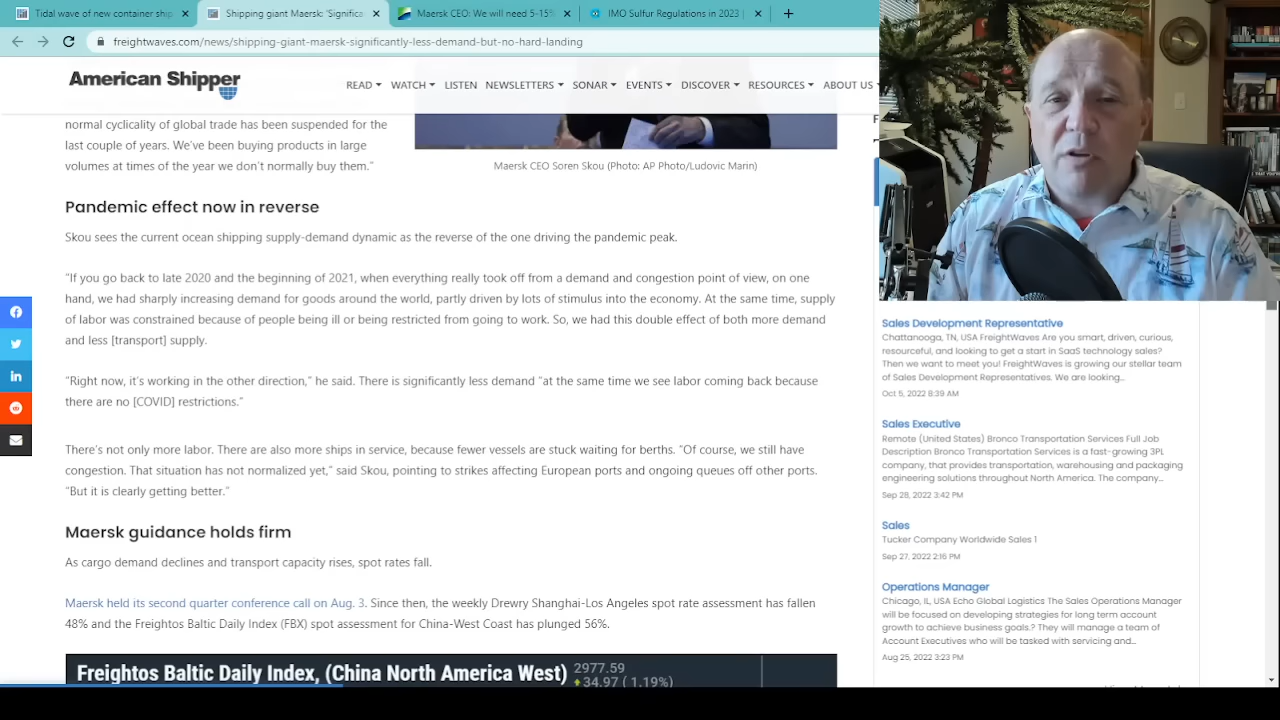 Tidal wave of new container ship
Shipping giant Maersk 'Significa
Maersk CEO: We will need 5-15%
IMO Sulfur Regulations in 2023
freightwaves.com/news/shipping-giant-maersk-significantly-less-demand-but-no-hard-landing
American Shipper
READ WATCH LISTEN NEWSLETTERS SONAR EVENTS DISCOVER RESOURCES ABOUT US
normal cyclicality of global trade has been suspended for the
last couple of years. We've been buying products in large
volumes at times of the year we don't normally buy them."
Maersk CEO Soren Skou (Photo: AP Photo/Ludovic Marin)
Pandemic effect now in reverse
Skou sees the current ocean shipping supply-demand dynamic as the reverse of the one driving the pandemic peak.
"If you go back to late 2020 and the beginning of 2021, when everything really took off from a demand and congestion point of view, on one
hand, we had sharply increasing demand for goods around the world, partly driven by lots of stimulus into the economy. At the same time, supply
of labor was constrained because of people being ill or being restricted from going to work. So, we had this double effect of both more demand
and less [transport] supply.
"Right now, it's working in the other direction," he said. There is significantly less demand "at the same time we see labor coming back because
there are no [COVID] restrictions."
There's not only more labor. There are also more ships in service, because fewer vessels are stuck waiting for berths. "Of course, we still have
congestion. That situation has not normalized yet," said Skou, pointing to strikes affecting European ports and ongoing queues off other ports.
"But it is clearly getting better."
Maersk guidance holds firm
As cargo demand declines and transport capacity rises, spot rates fall.
Maersk held its second quarter conference call on Aug. 3. Since then, the weekly Drewry Shanghai-Los Angeles spot rate assessment has fallen
48% and the Freightos Baltic Daily Index (FBX) spot assessment for China-West Coast has plunged 56%.
Freightos Baltic Daily Index, (China North America West) 2977.59
34.97 ( 1.19%)
Sales Development Representative
Chattanooga, TN, USA FreightWaves Are you smart, driven, curious,
resourceful, and looking to get a start in SaaS technology sales?
Then we want to meet you! FreightWaves is growing our stellar team
of Sales Development Representatives. We are looking...
Oct 5, 2022 8:39 AM
Sales Executive
Remote (United States) Bronco Transportation Services Full Job
Description Bronco Transportation Services is a fast-growing 3PL
company, that provides transportation, warehousing and packaging
engineering solutions throughout North America. The company...
Sep 28, 2022 3:42 PM
Sales
Tucker Company Worldwide Sales 1
Sep 27, 2022 2:16 PM
Operations Manager
Chicago, IL, USA Echo Global Logistics The Sales Operations Manager
will be focused on developing strategies for long term account
growth to achieve business goals.? They will manage a team of
Account Executives who will be tasked with servicing and...
Aug 25, 2022 3:23 PM